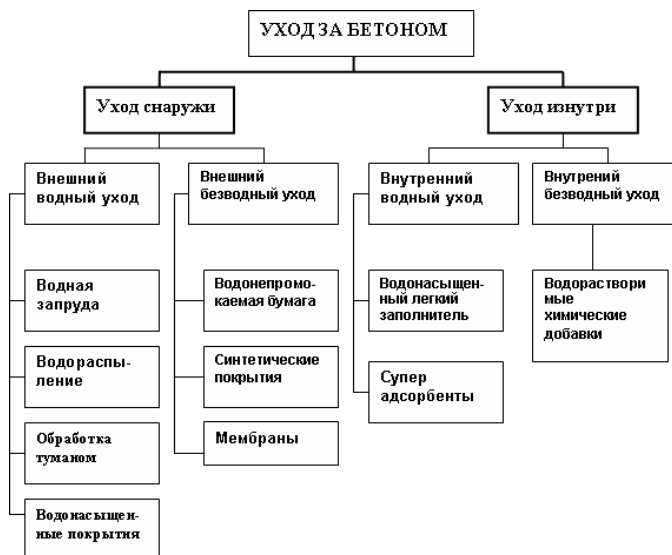 УХОД ЗА БЕТОНОМ
Уход снаружи
Уход изнутри
Внешний
водный уход
Внешний
безводный уход
Внутренний
водный уход
Внутрений
безводный уход
Водная
запруда
Водонепромо-
каемая бумага
Водонасыщен-
ный легкий
заполнитель
Водораствори
мые
химические
добавки
Водораспы-
ление
Синтетические
покрытия
Супер
адсорбенты
Обработка
туманом
Мембраны
Водонасыщен-
ные покрытия